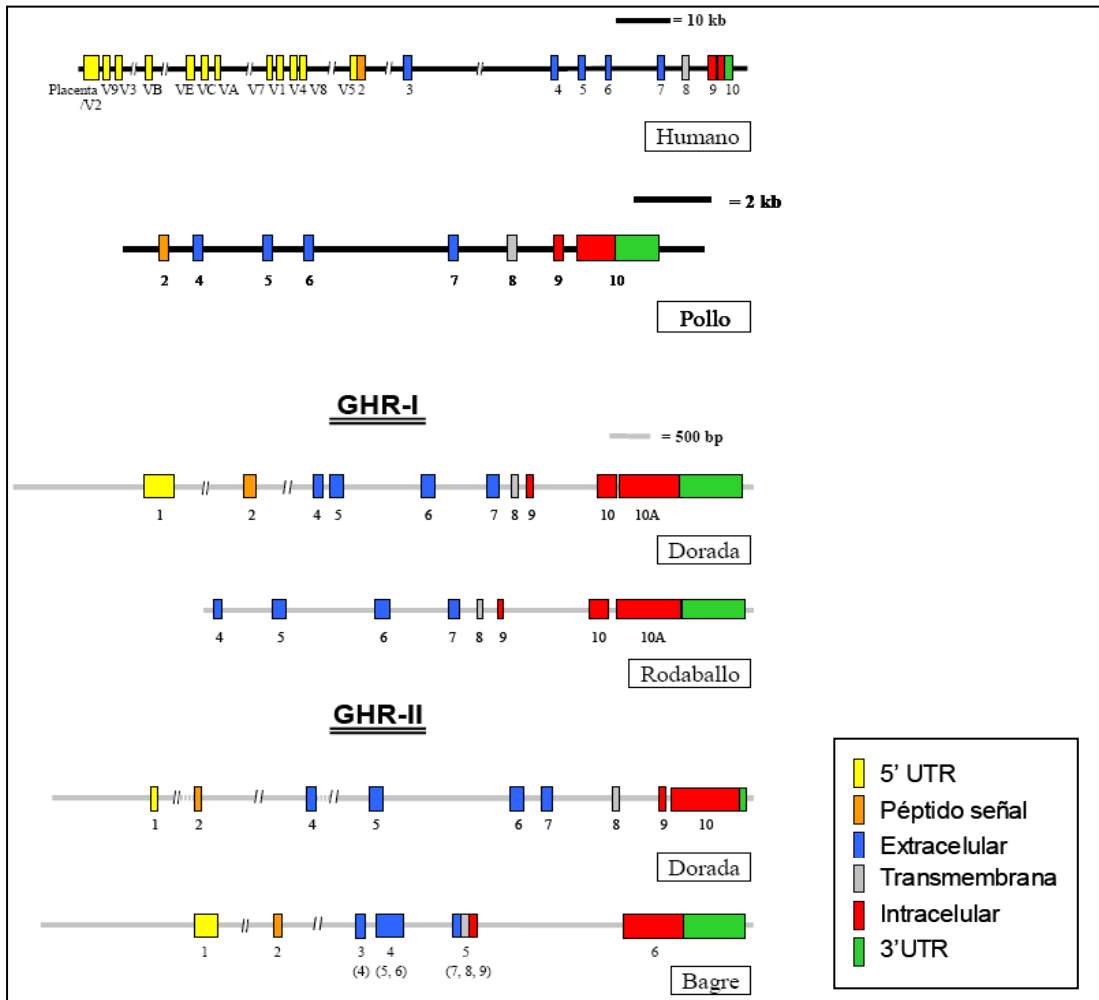 = 10 kb
Placenta /V2 V9 V3 VB VE VC VA V7 V1 V4 V8 V5 2 3 4 5 6 7 8 9 10
Humano
= 2 kb
2 4 5 6 7 8 9 10
Pollo
GHR-I
= 500 bp
1 2 4 5 6 7 8 9 10 10A
Dorada
4 5 6 7 8 9 10 10A
Rodaballo
GHR-II
1 2 4 5 6 7 8 9 10
Dorada
1 2 3 4 5 6
(4) (5, 6) (7, 8, 9)
Bagre
5' UTR
Péptido señal
Extracelular
Transmembrana
Intracelular
3'UTR